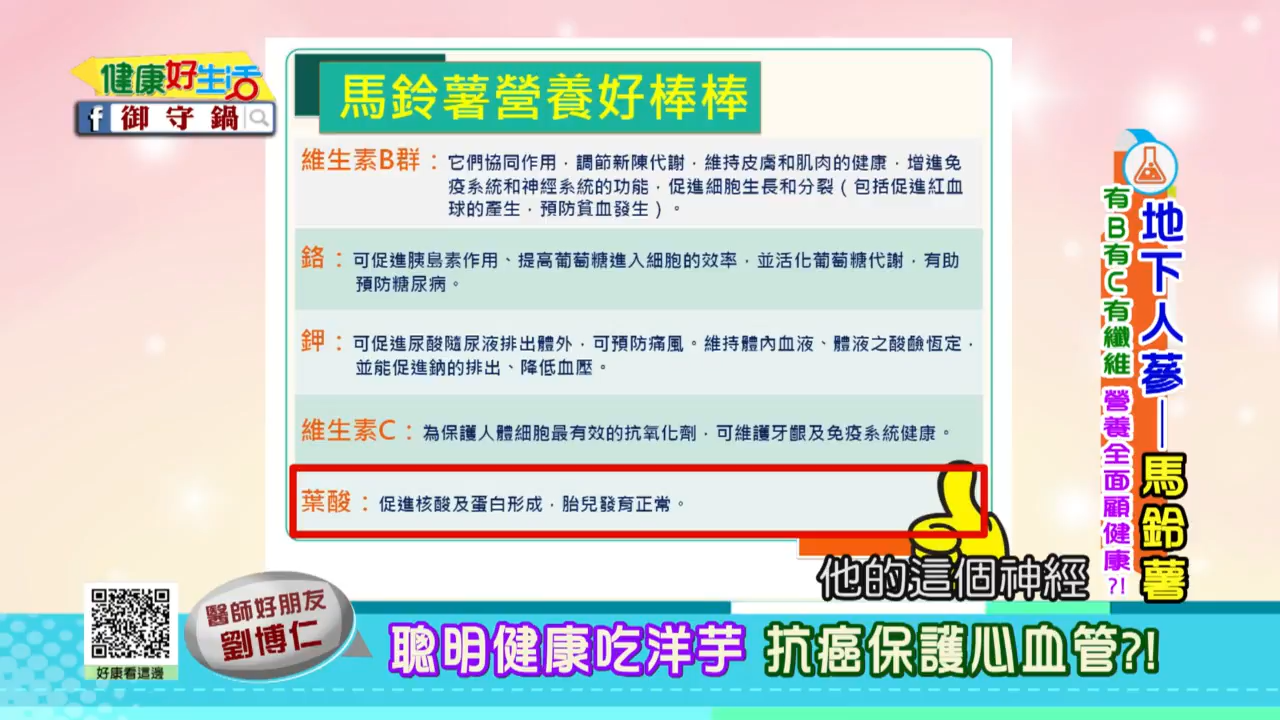 健康好生活
御守鍋
馬鈴薯營養好棒棒
維生素B群：它們協同作用，調節新陳代謝，維持皮膚和肌肉的健康，增進免
疫系統和神經系統的功能，促進細胞生長和分裂（包括促進紅血
球的產生，預防貧血發生）。
鉻：可促進胰島素作用、提高葡萄糖進入細胞的效率，並活化葡萄糖代謝，有助
預防糖尿病。
鉀：可促進尿酸隨尿液排出體外，可預防痛風。維持體內血液、體液之酸鹼恆定，
並能促進鈉的排出、降低血壓。
維生素C：為保護人體細胞最有效的抗氧化劑，可維護牙齦及免疫系統健康。
葉酸：促進核酸及蛋白形成，胎兒發育正常。
地下人蔘—馬鈴薯
有B有C有纖維 營養全面顧健康?!
他的這個神經
好康看這邊
醫師好朋友
劉博仁
聰明健康吃洋芋 抗癌保護心血管?!